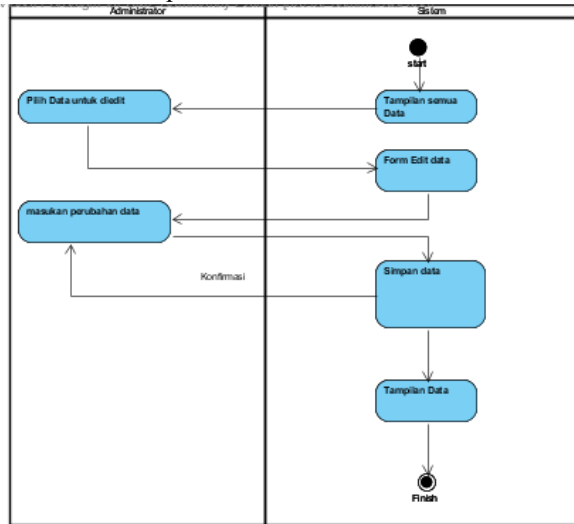 Administrator
Sistem
start
Pilih Data untuk diedit
Tampilan semua
Data
Form Edit data
masukan perubahan data
Konfirmasi
Simpan data
Tampilan Data
Finish